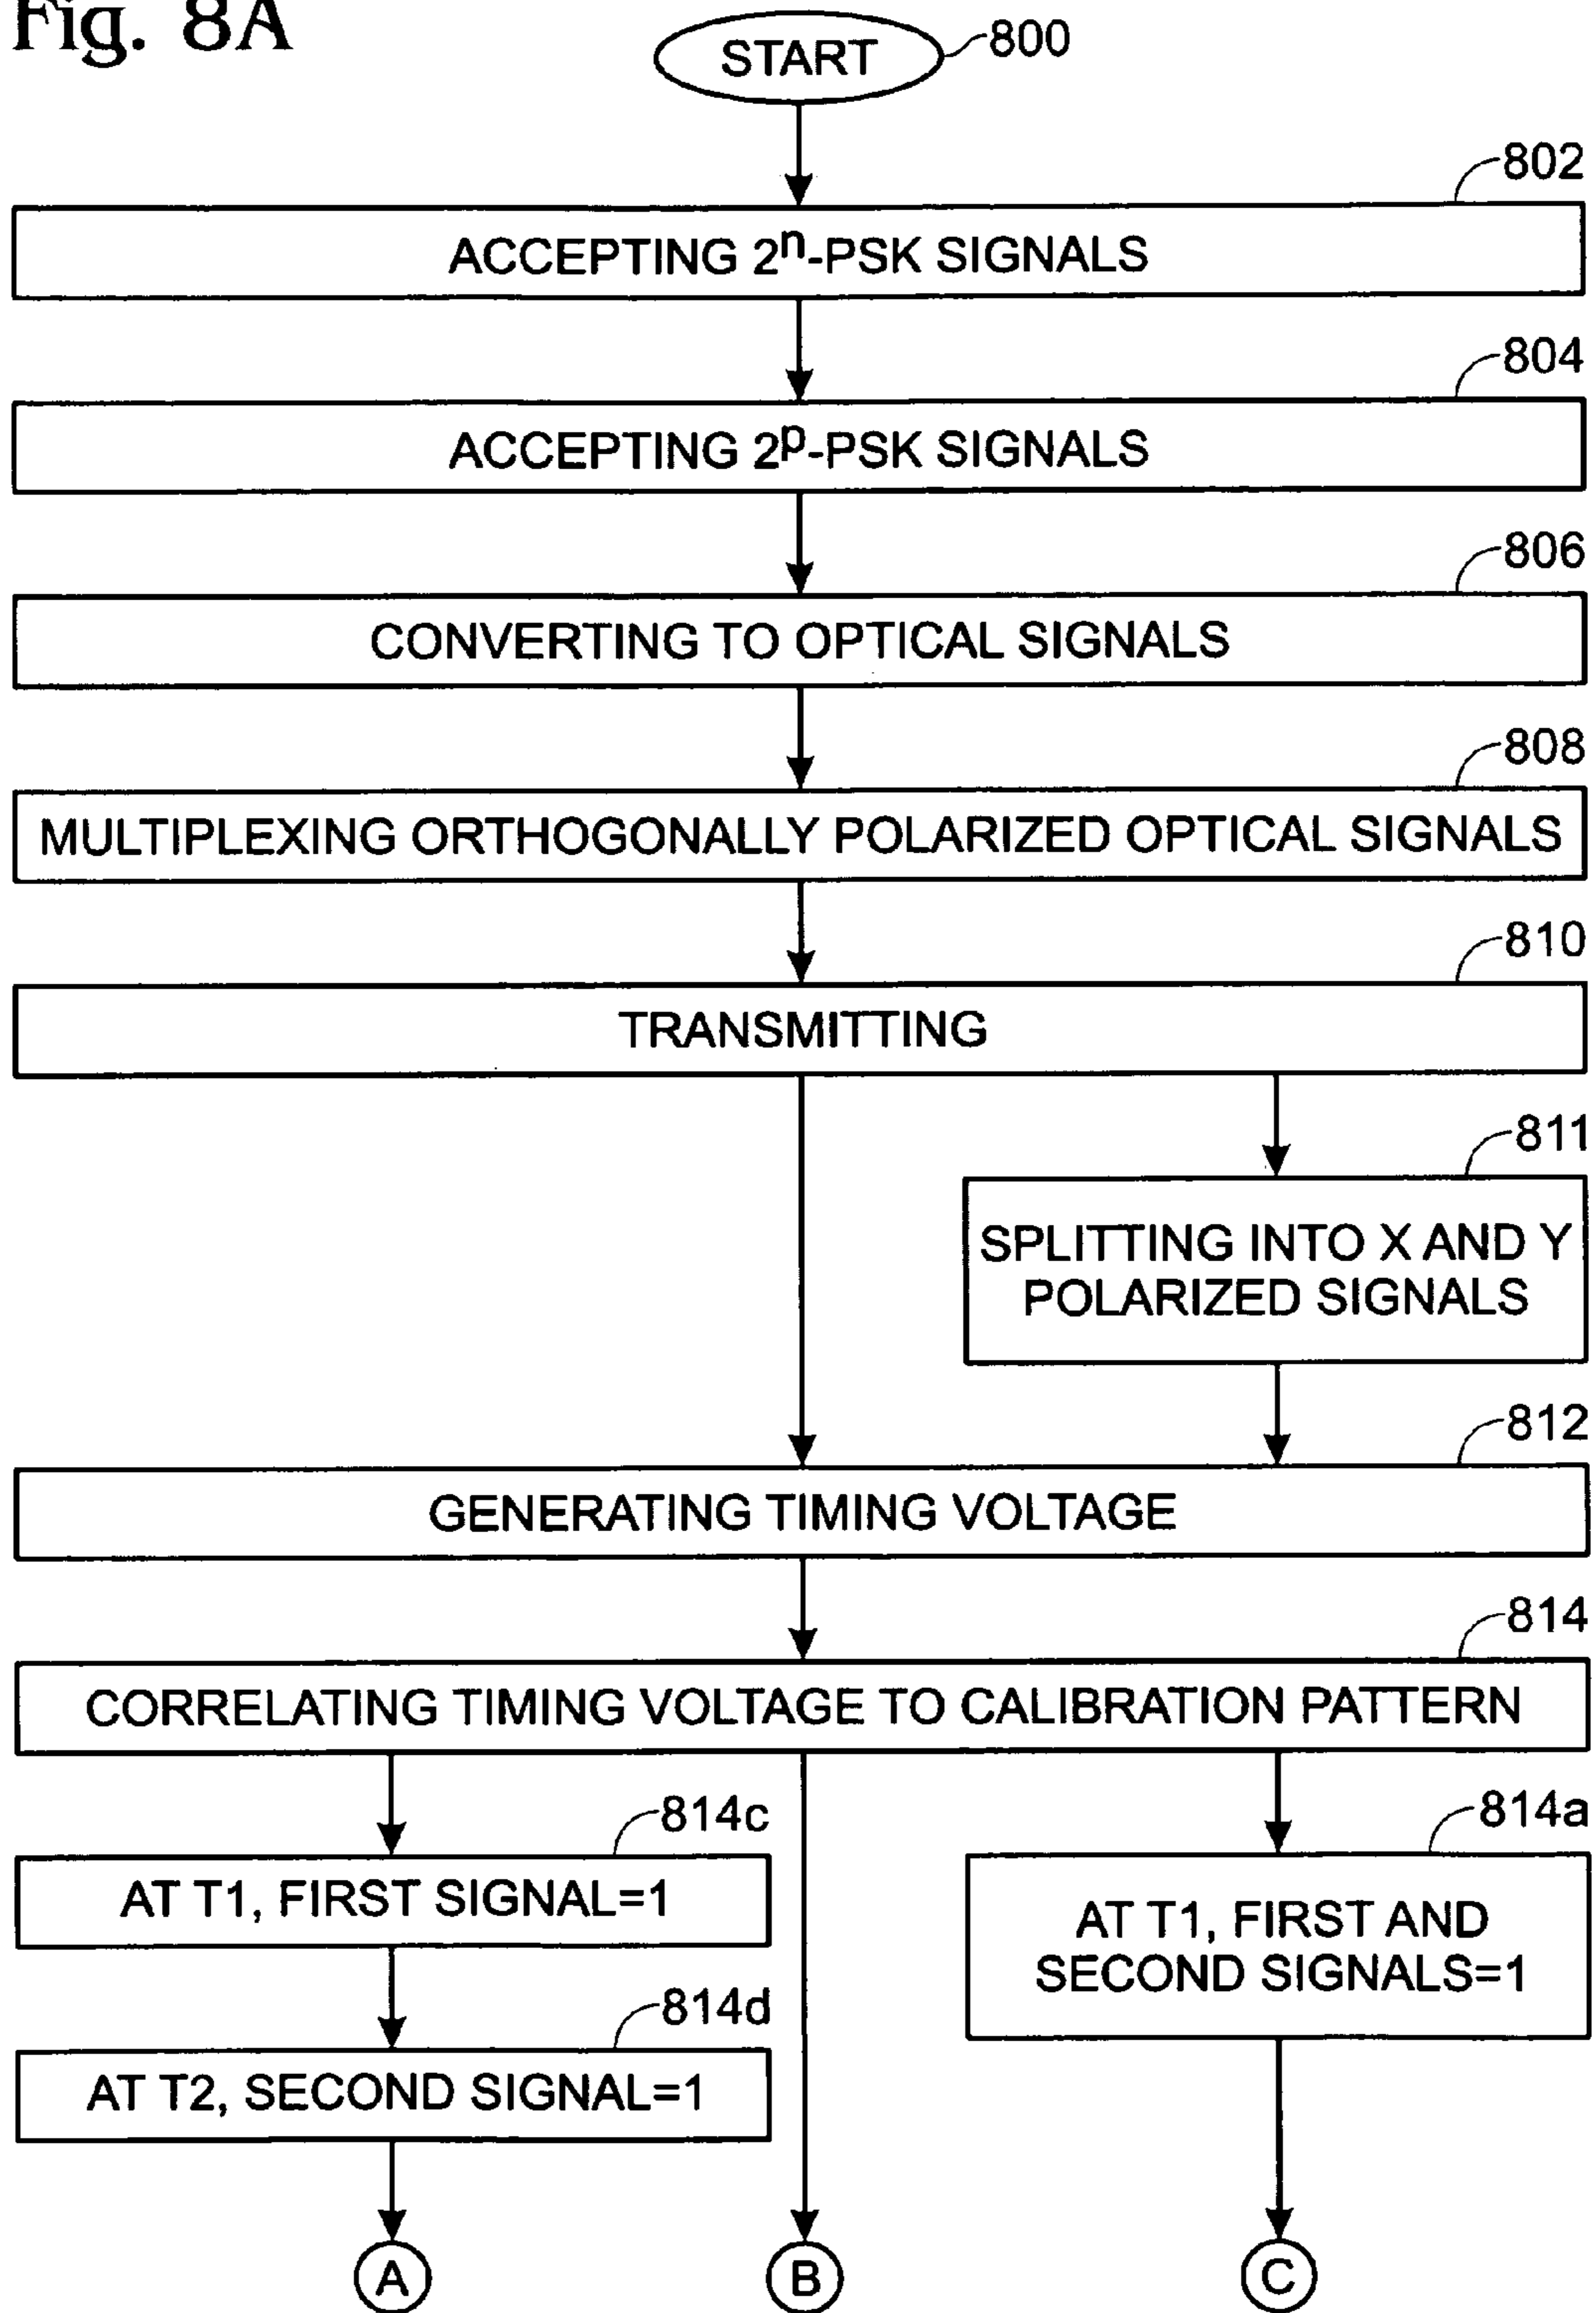 Fig. 8A
START
800
802
ACCEPTING 2ⁿ-PSK SIGNALS
804
ACCEPTING 2ᵖ-PSK SIGNALS
806
CONVERTING TO OPTICAL SIGNALS
808
MULTIPLEXING ORTHOGONALLY POLARIZED OPTICAL SIGNALS
810
TRANSMITTING
811
SPLITTING INTO X AND Y
POLARIZED SIGNALS
812
GENERATING TIMING VOLTAGE
814
CORRELATING TIMING VOLTAGE TO CALIBRATION PATTERN
814c
AT T1, FIRST SIGNAL=1
814d
AT T2, SECOND SIGNAL=1
814a
AT T1, FIRST AND
SECOND SIGNALS=1
A
B
C